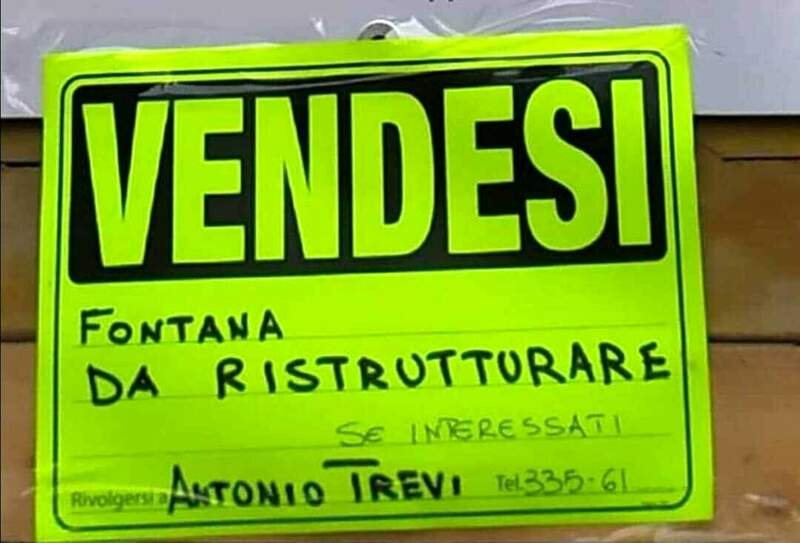 VENDESI
FONTANA
DA RISTRUTTURARE
SE INTERESSATI
Rivolgersi a ANTONIO TREVI Tel. 335-61